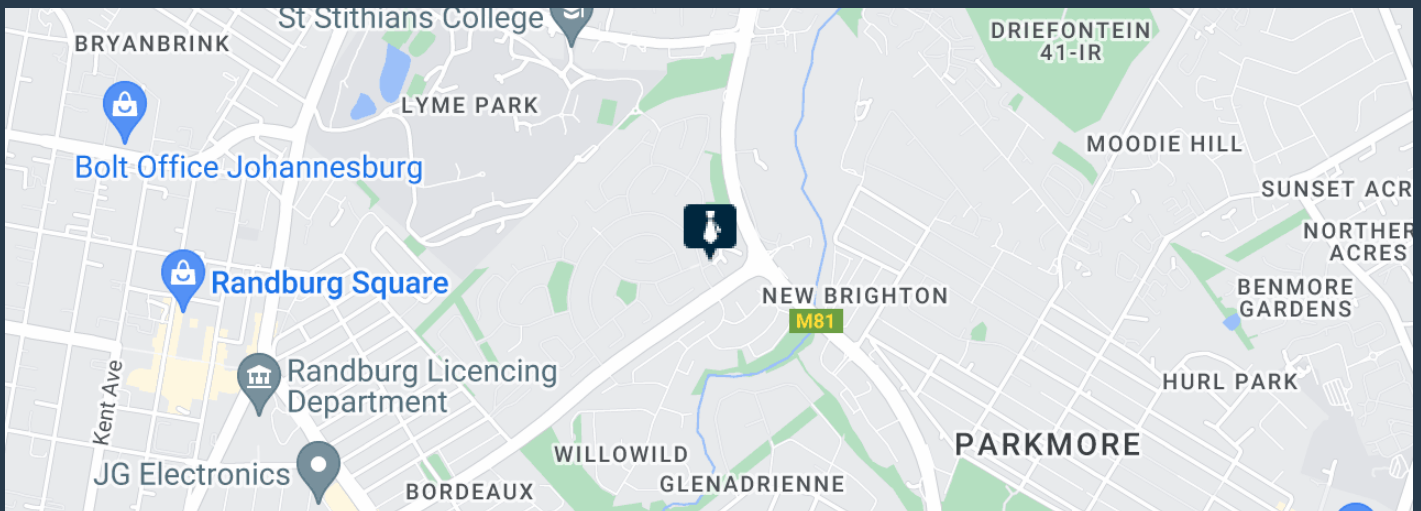 St Stithians College
BRYANBRINK
DRIEFONTEIN
41-IR
LYME PARK
MOODIE HILL
Bolt Office Johannesburg
SUNSET ACR
NORTHER
ACRES
Randburg Square
NEW BRIGHTON
BENMORE
GARDENS
M81
Kent Ave
Randburg Licencing
Department
HURL PARK
PARKMORE
WILLOWILD
JG Electronics
GLENADRIENNE
BORDEAUX